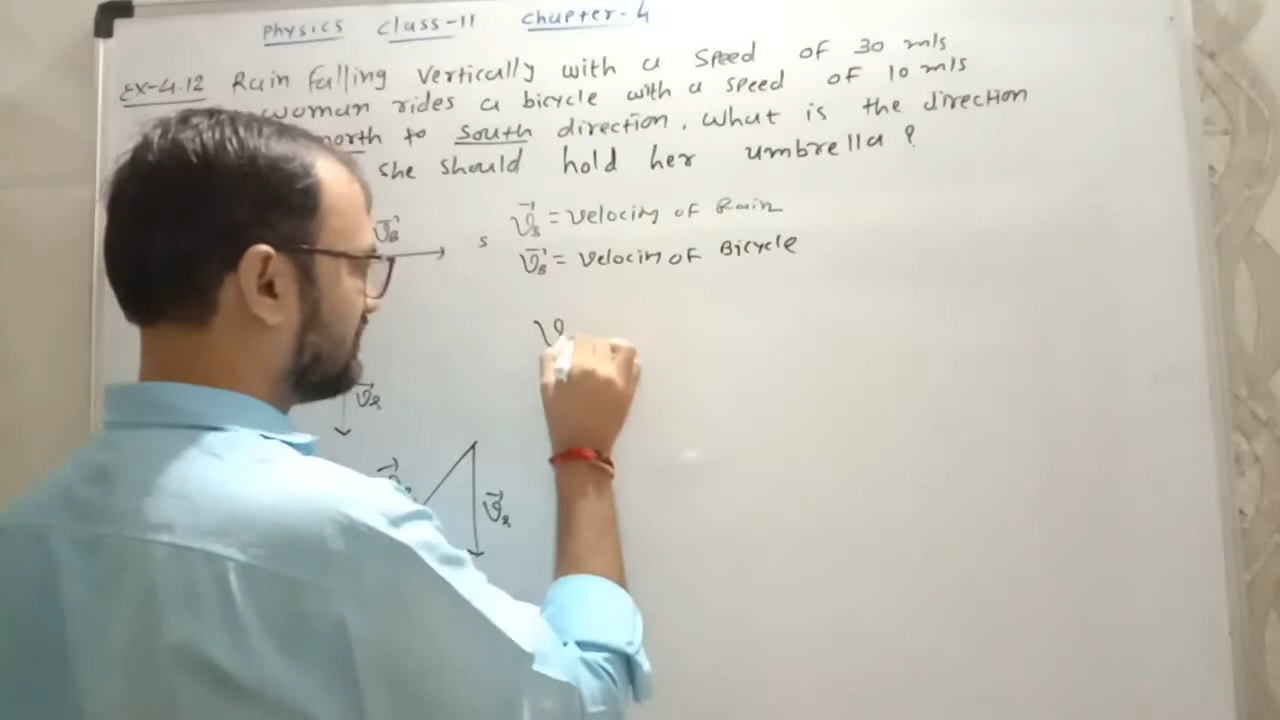 Physics class-11 chapter-4
Ex-4.12 Rain falling vertically with a speed of 30 m/s
woman rides a bicycle with a speed of 10 m/s
north to south direction. What is the direction
she should hold her umbrella ?
s = velocity of Rain
= velocity of Bicycle